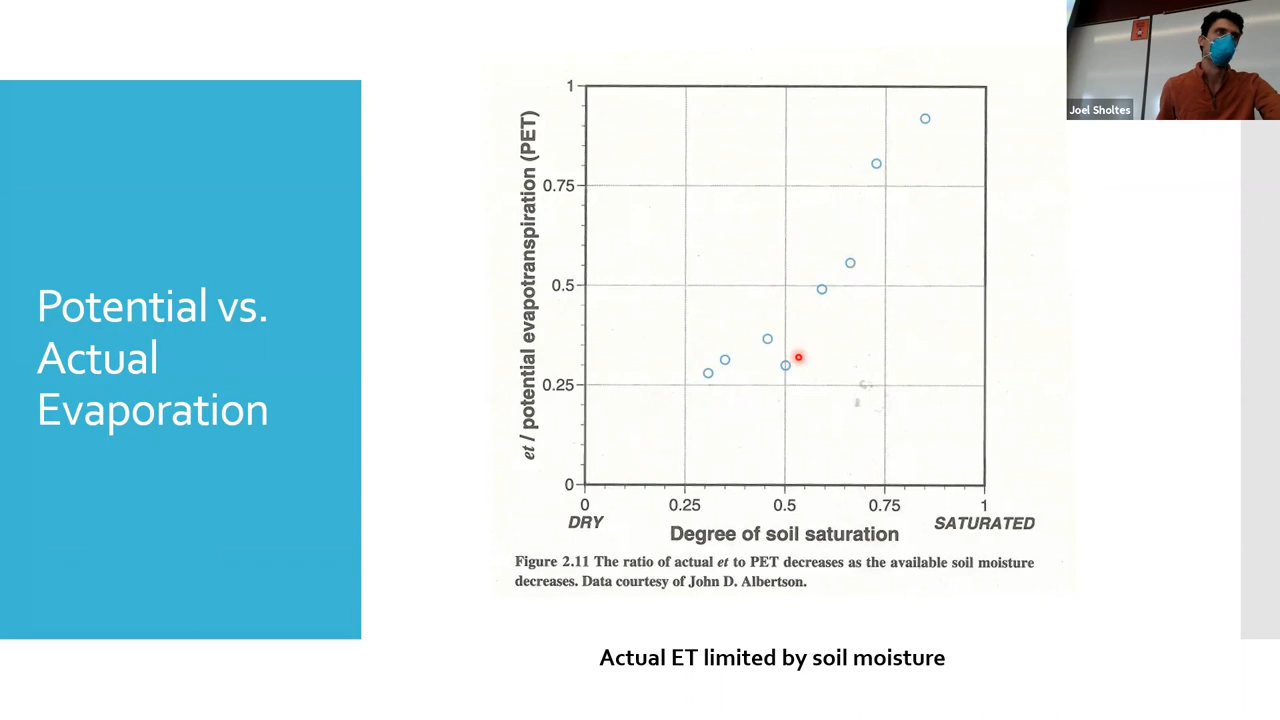 Potential vs.
Actual
Evaporation
Joel Sholtes
et / potential evapotranspiration (PET)
1
0.75
0.5
0.25
0
0 0.25 0.5 0.75 1
DRY SATURATED
Degree of soil saturation
Figure 2.11 The ratio of actual et to PET decreases as the available soil moisture
decreases. Data courtesy of John D. Albertson.
Actual ET limited by soil moisture